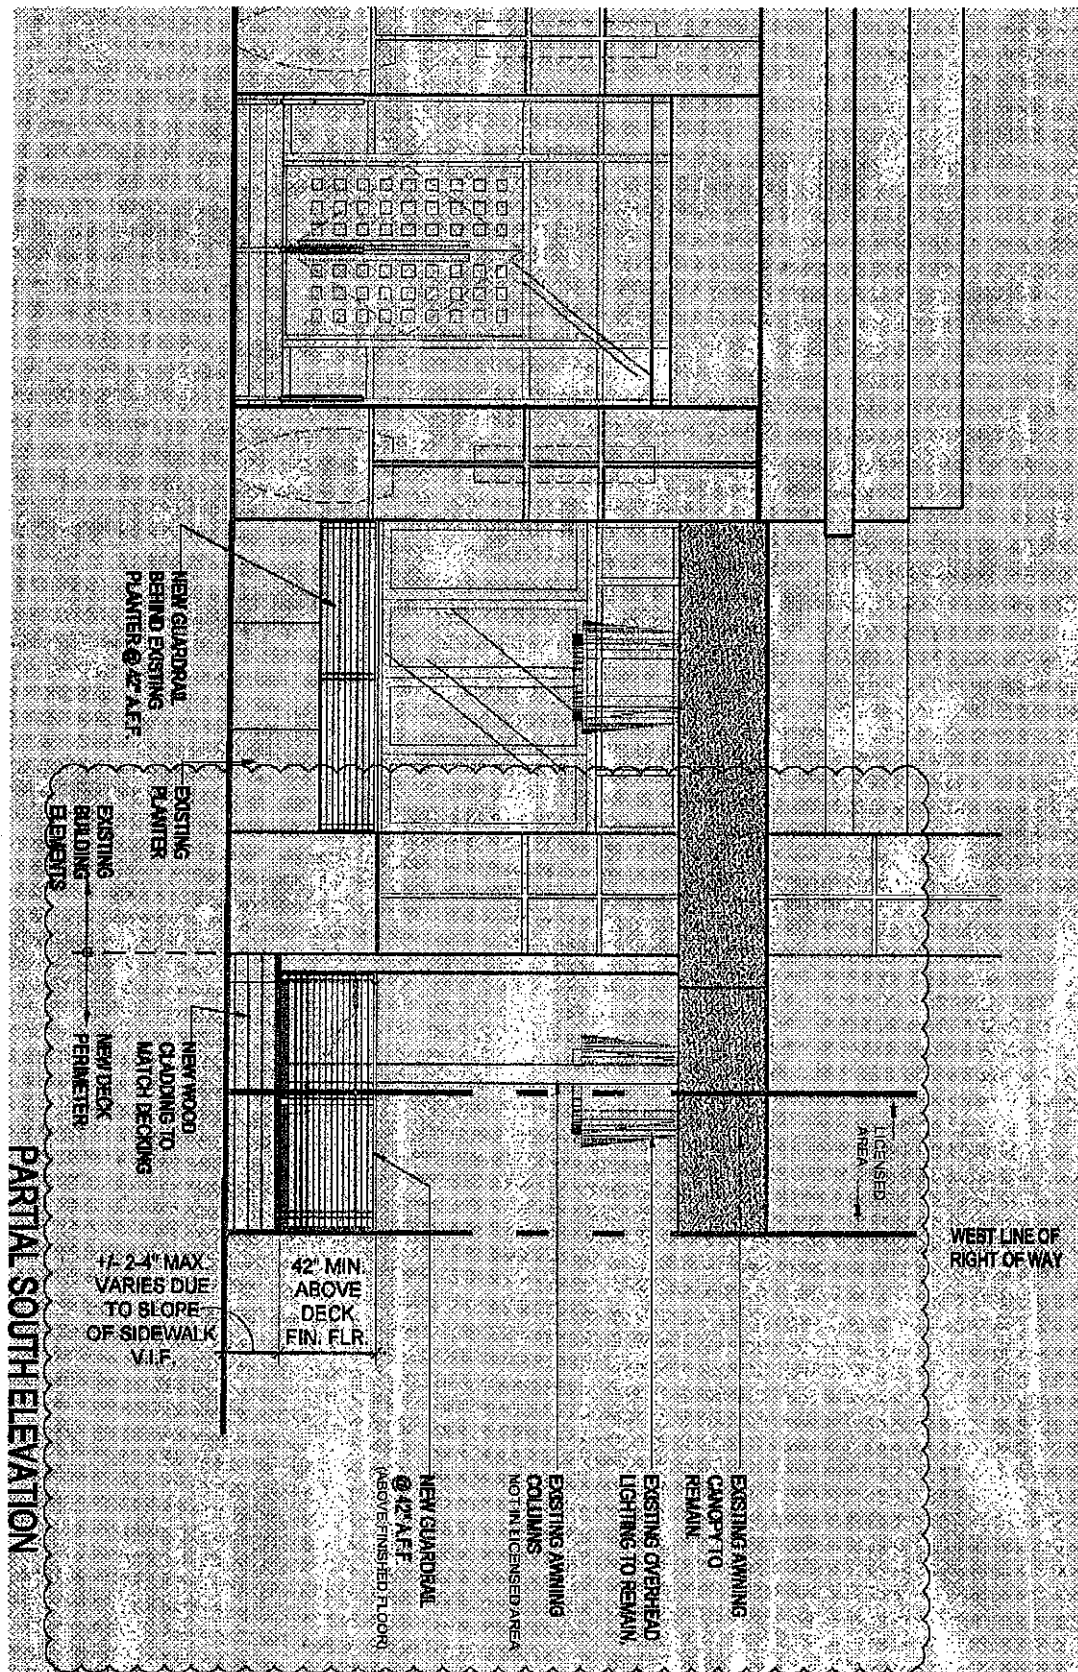 WEST LINE OF
RIGHT OF WAY
LICENSED
AREA
EXISTING AWNING
CANOPY TO
REMAIN.
EXISTING OVERHEAD
LIGHTING TO REMAIN.
EXISTING AWNING
COLUMNS
NOT IN LICENSED AREA
NEW GUARDRAIL
@ 42" A.F.F.
(ABOVE FINISHED FLOOR)
42" MIN.
ABOVE
DECK
FIN. FLR.
+/- 2-4" MAX.
VARIES DUE
TO SLOPE
OF SIDEWALK
V.I.F.
NEW GUARDRAIL
BEHIND EXISTING
PLANTER @ 42" A.F.F.
EXISTING
PLANTER
EXISTING
BUILDING
ELEMENTS
NEW WOOD
CLADDING TO
MATCH DECKING
NEW DECK
PERIMETER
PARTIAL SOUTH ELEVATION